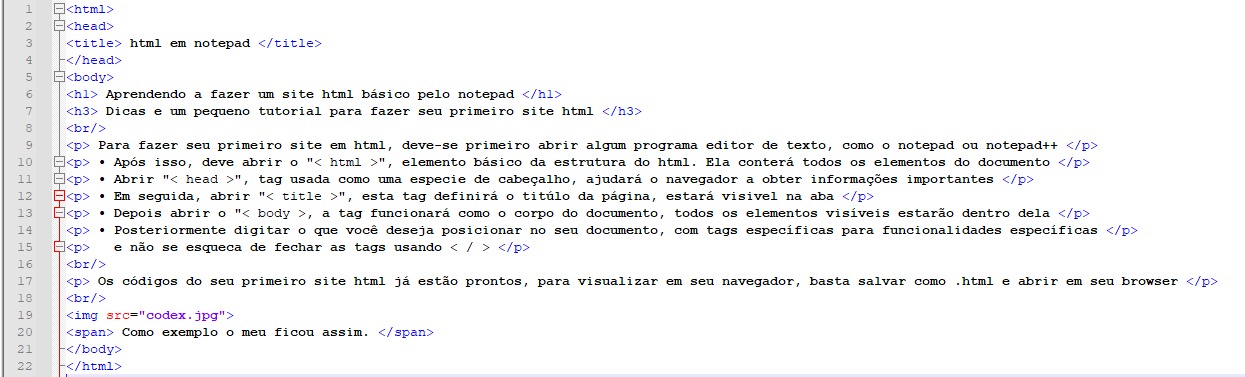 1 <html>
2 <head>
3 <title> html em notepad </title>
4 </head>
5 <body>
6 <h1> Aprendendo a fazer um site html básico pelo notepad </h1>
7 <h3> Dicas e um pequeno tutorial para fazer seu primeiro site html </h3>
8 <br/>
9 <p> Para fazer seu primeiro site em html, deve-se primeiro abrir algum programa editor de texto, como o notepad ou notepad++ </p>
10 <p> • Após isso, deve abrir o "< html >", elemento básico da estrutura do html. Ela conterá todos os elementos do documento </p>
11 <p> • Abrir "< head >", tag usada como uma especie de cabeçalho, ajudará o navegador a obter informações importantes </p>
12 <p> • Em seguida, abrir "< title >", esta tag definirá o titúlo da página, estará visivel na aba </p>
13 <p> • Depois abrir o "< body >, a tag funcionará como o corpo do documento, todos os elementos visíveis estarão dentro dela </p>
14 <p> • Posteriormente digitar o que você deseja posicionar no seu documento, com tags específicas para funcionalidades específicas </p>
15 <p>   e não se esqueca de fechar as tags usando < / > </p>
16 <br/>
17 <p> Os códigos do seu primeiro site html já estão prontos, para visualizar em seu navegador, basta salvar como .html e abrir em seu browser </p>
18 <br/>
19 <img src="codex.jpg">
20 <span> Como exemplo o meu ficou assim. </span>
21 </body>
22 </html>